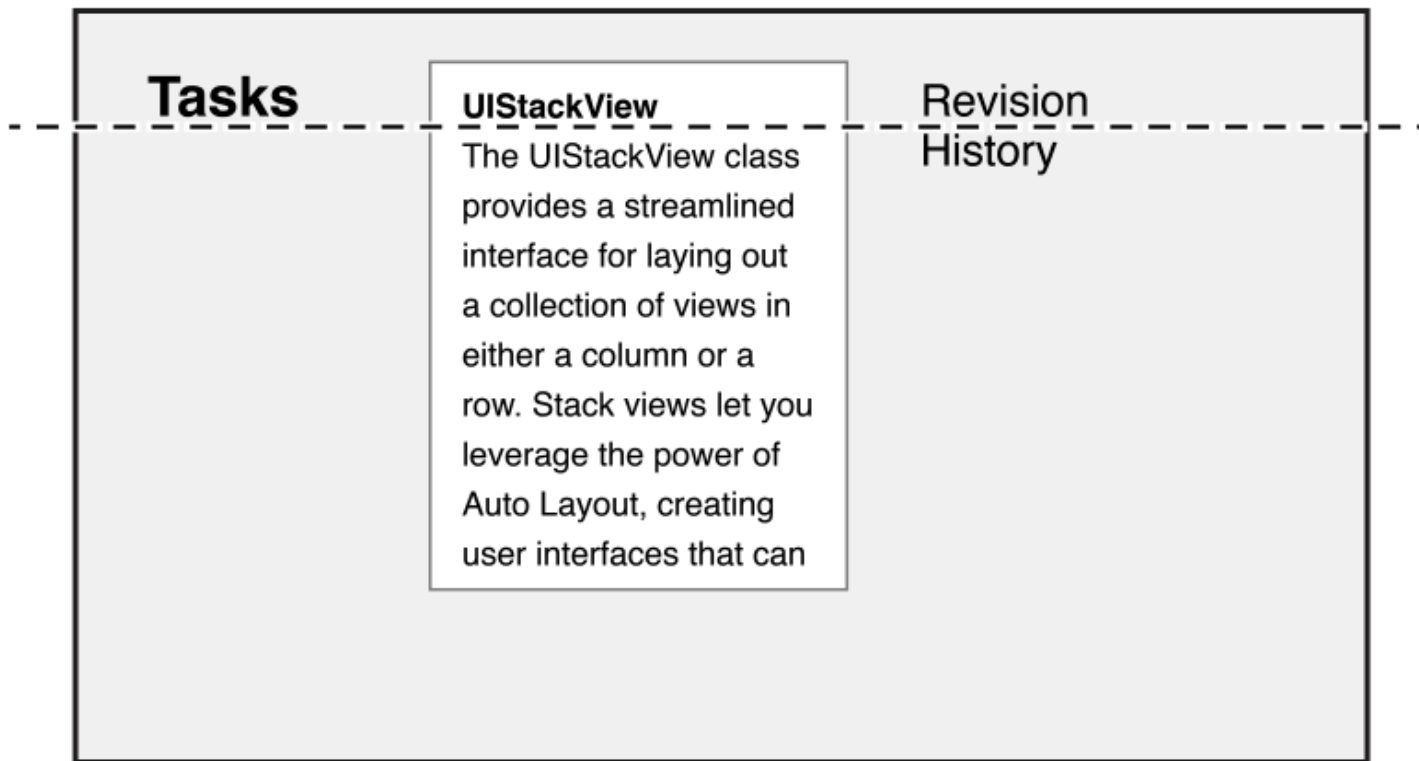 Tasks
UIStackView
The UIStackView class
provides a streamlined
interface for laying out
a collection of views in
either a column or a
row. Stack views let you
leverage the power of
Auto Layout, creating
user interfaces that can
Revision
History